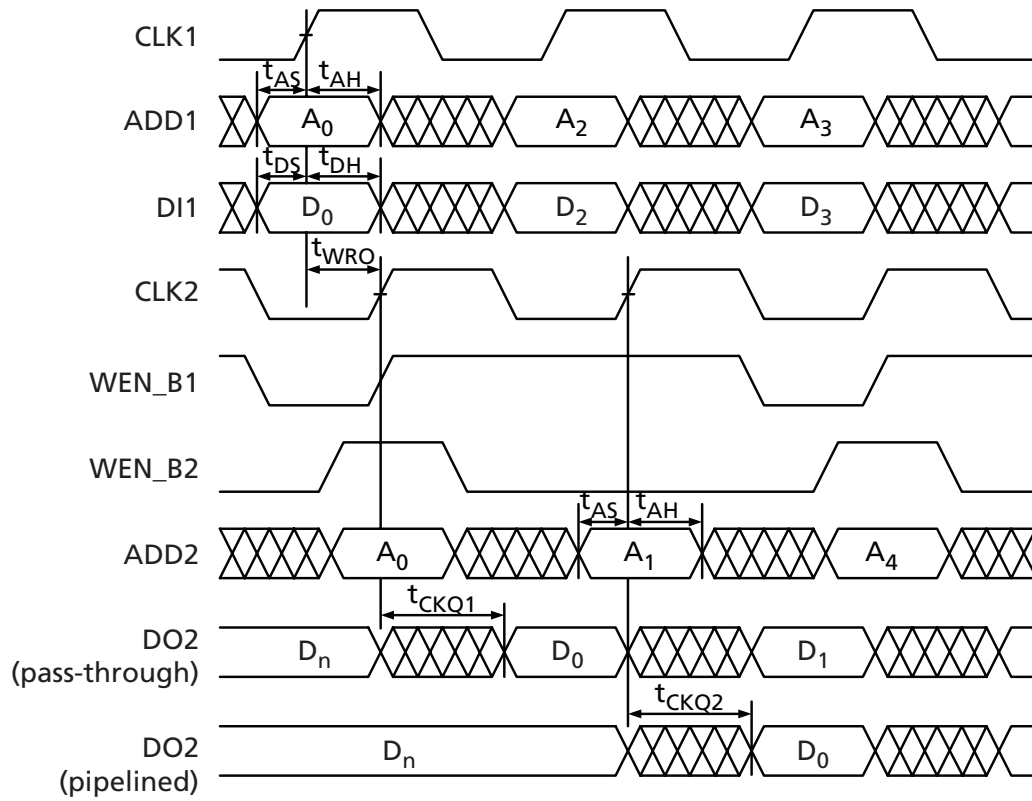 CLK1
t_AS t_AH
ADD1 A_0 A_2 A_3
t_DS t_DH
DI1 D_0 D_2 D_3
t_WRO
CLK2
WEN_B1
WEN_B2
t_AS t_AH
ADD2 A_0 A_1 A_4
t_CKQ1
DO2
(pass-through) D_n D_0 D_1
t_CKQ2
DO2
(pipelined) D_n D_0